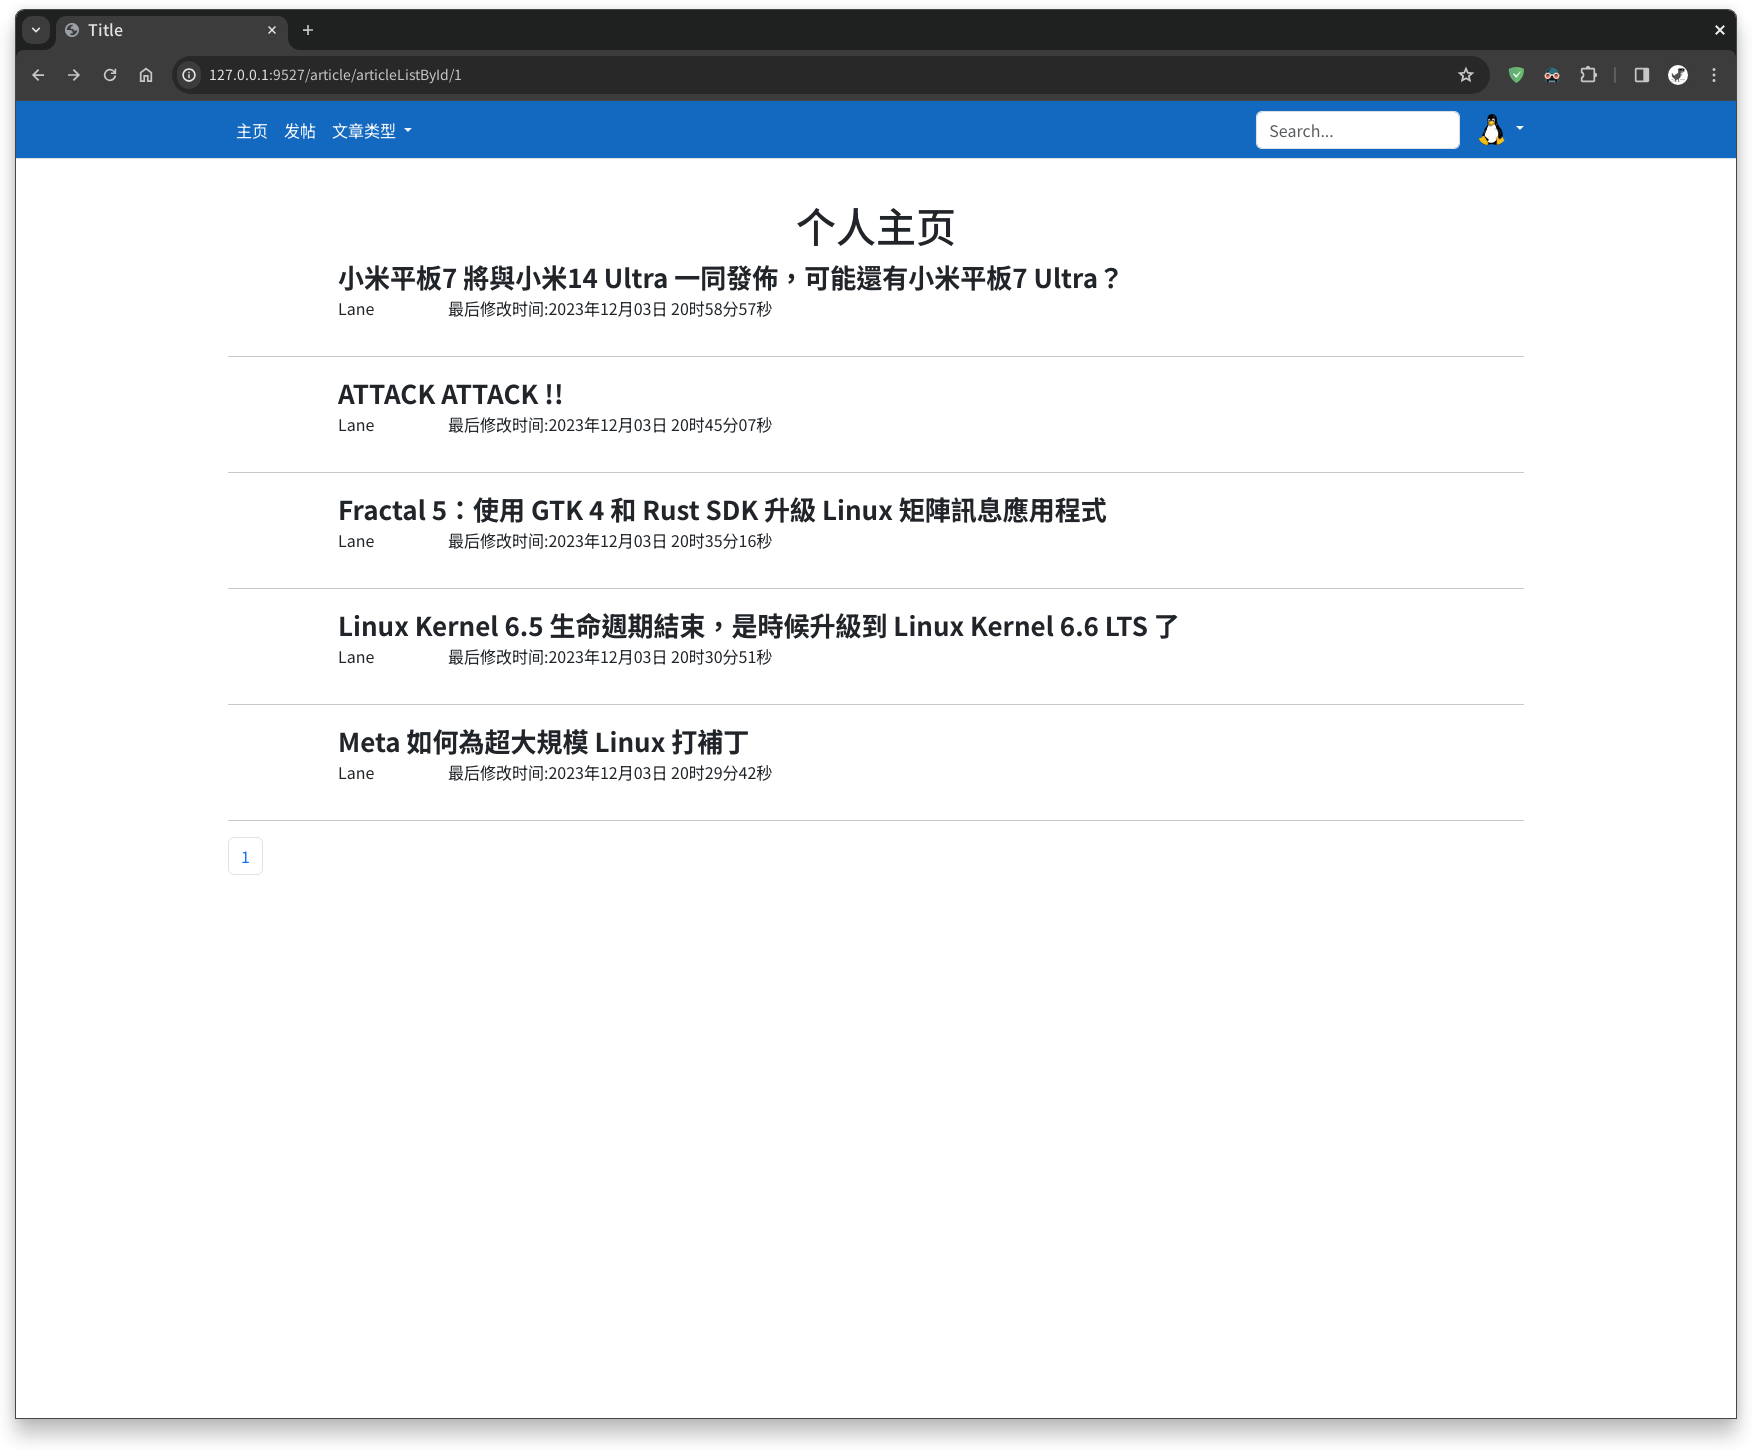 Title
127.0.0.1:9527/article/articleListById/1
主页 发帖 文章类型 Search...
个人主页
小米平板7 將與小米14 Ultra 一同發佈，可能還有小米平板7 Ultra？
Lane 最后修改时间:2023年12月03日 20时58分57秒
ATTACK ATTACK !!
Lane 最后修改时间:2023年12月03日 20时45分07秒
Fractal 5：使用 GTK 4 和 Rust SDK 升級 Linux 矩陣訊息應用程式
Lane 最后修改时间:2023年12月03日 20时35分16秒
Linux Kernel 6.5 生命週期結束，是時候升級到 Linux Kernel 6.6 LTS 了
Lane 最后修改时间:2023年12月03日 20时30分51秒
Meta 如何為超大規模 Linux 打補丁
Lane 最后修改时间:2023年12月03日 20时29分42秒
1